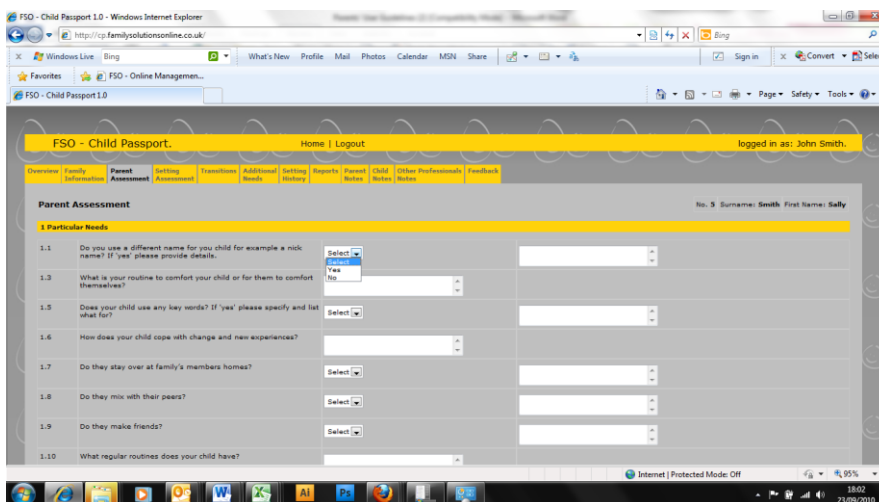 FSO - Child Passport 1.0 - Windows Internet Explorer
http://cp.familysolutionsonline.co.uk/
Bing
x Windows Live Bing What's New Profile Mail Photos Calendar MSN Share Sign in x Convert Sele
Favorites FSO - Online Managemen...
FSO - Child Passport 1.0 Page Safety Tools
FSO - Child Passport. Home | Logout logged in as: John Smith.
Overview Family Information Parent Assessment Setting Assessment Transitions Additional Needs Setting History Reports Parent Notes Child Notes Other Professionals Notes Feedback
Parent Assessment No. 5 Surname: Smith First Name: Sally
1 Particular Needs
1.1 Do you use a different name for you child for example a nick
name? If 'yes' please provide details.
Select
Select
Yes
No
1.3 What is your routine to comfort your child or for them to comfort
themselves?
1.5 Does your child use any key words? If 'yes' please specify and list
what for?
Select
1.6 How does your child cope with change and new experiences?
1.7 Do they stay over at family's members homes? Select
1.8 Do they mix with their peers? Select
1.9 Do they make friends? Select
1.10 What regular routines does your child have?
Internet | Protected Mode: Off 95%
Ai Ps
18:02
23/09/2010